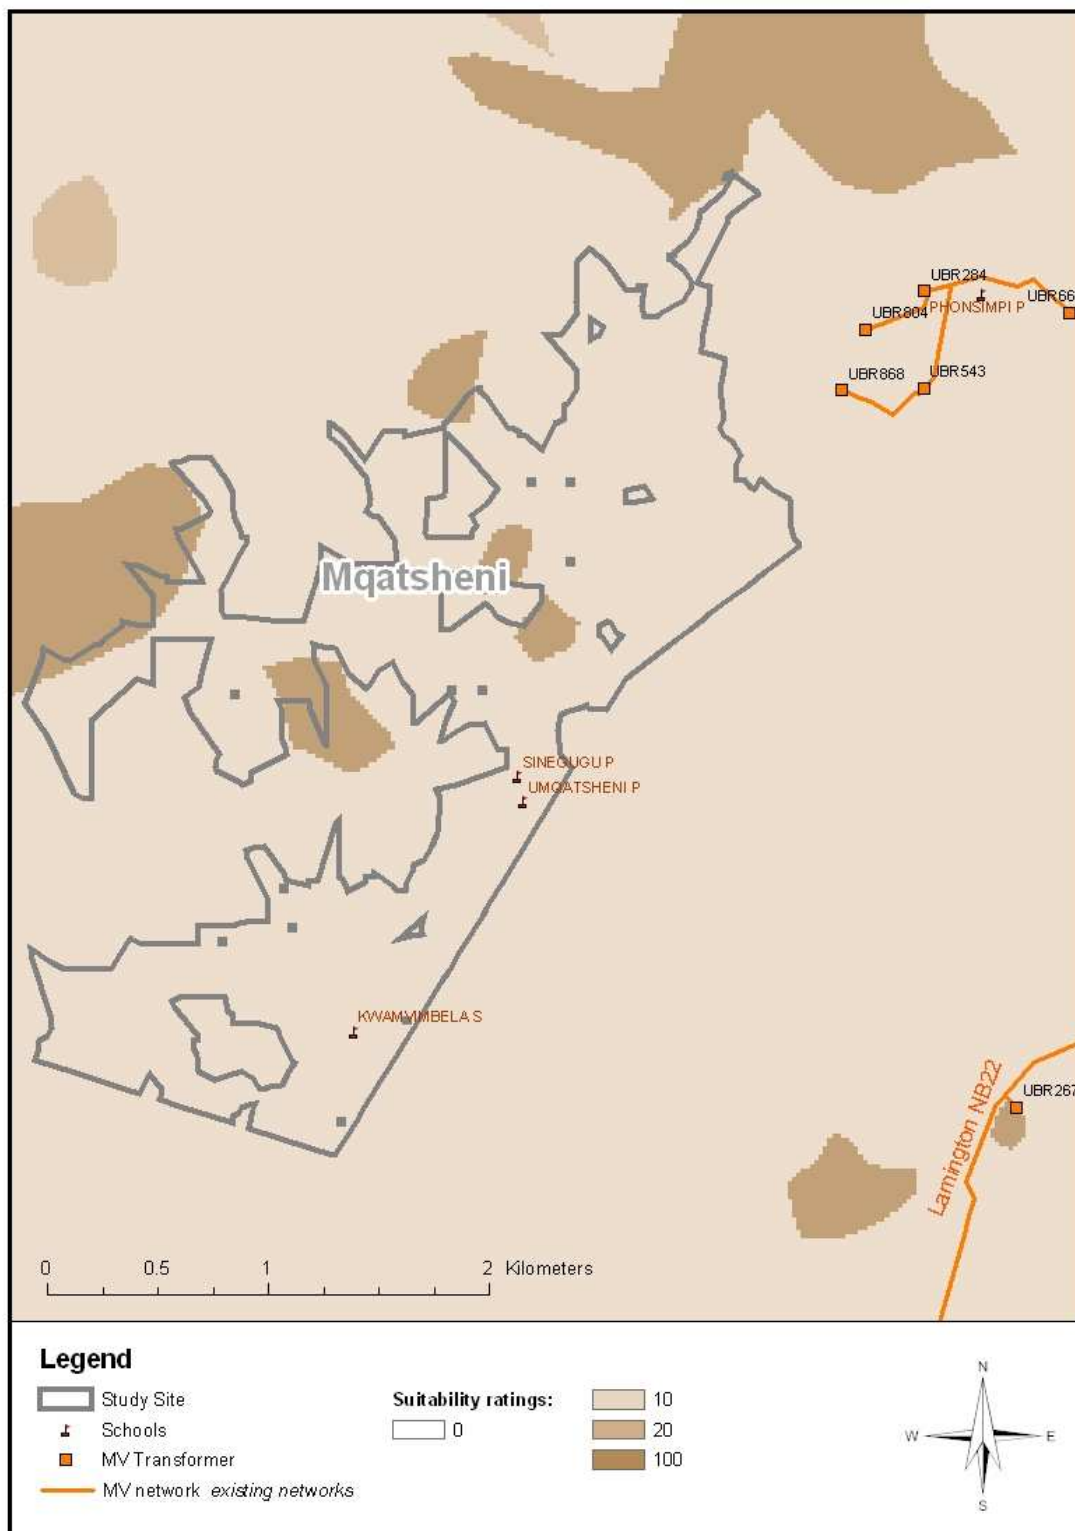 UBR284
UBR804
PHONSIMPI P
UBR66
UBR868
UBR543
Mqatsheni
SINEGUGU P
UMQATSHENI P
KWAMVIMBELA S
Lamington NB22
UBR267
0 0.5 1 2 Kilometers
Legend
Study Site
Schools
MV Transformer
MV network existing networks
Suitability ratings:
0
10
20
100
N
W E
S